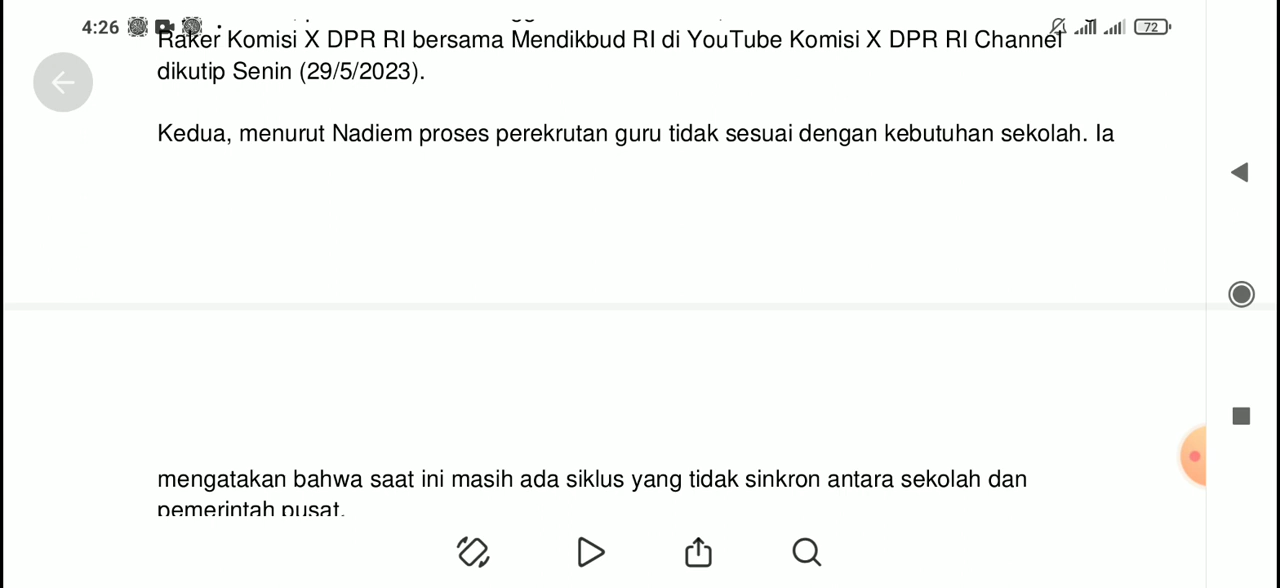 4:26
72
Raker Komisi X DPR RI bersama Mendikbud RI di YouTube Komisi X DPR RI Channel
dikutip Senin (29/5/2023).
Kedua, menurut Nadiem proses perekrutan guru tidak sesuai dengan kebutuhan sekolah. Ia
mengatakan bahwa saat ini masih ada siklus yang tidak sinkron antara sekolah dan
pemerintah pusat.